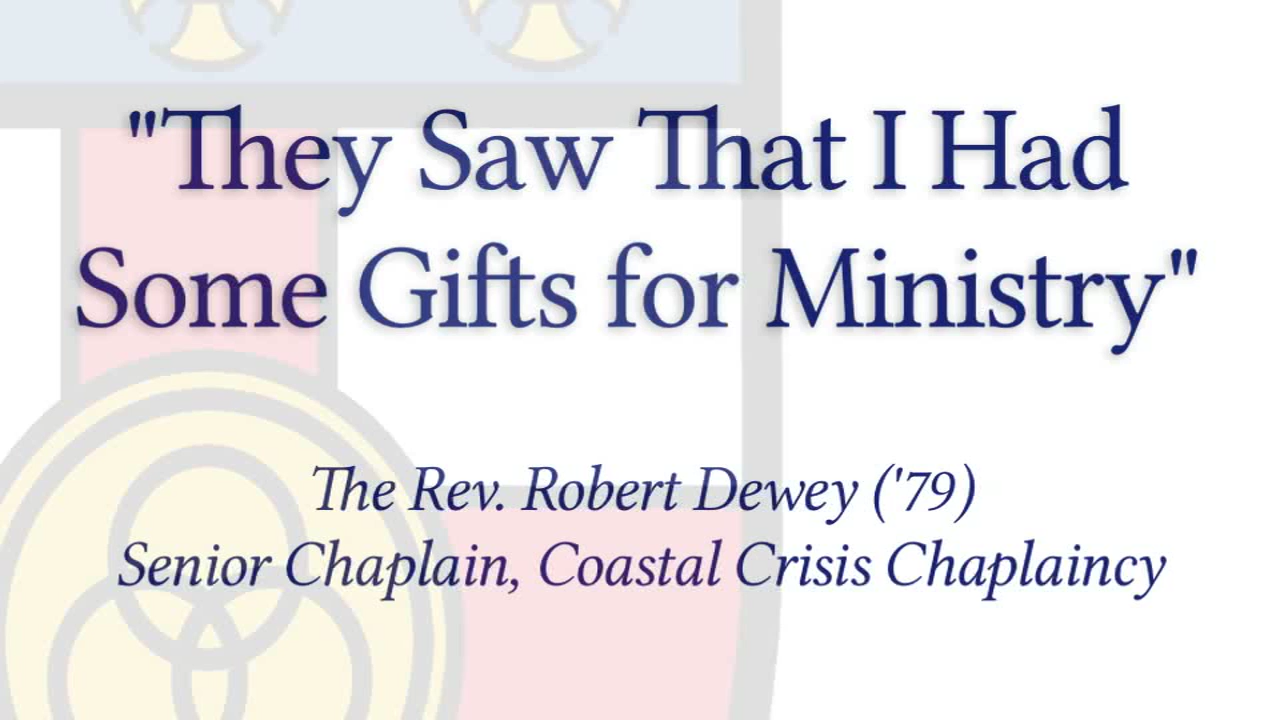 "They Saw That I Had
Some Gifts for Ministry"
The Rev. Robert Dewey ('79)
Senior Chaplain, Coastal Crisis Chaplaincy